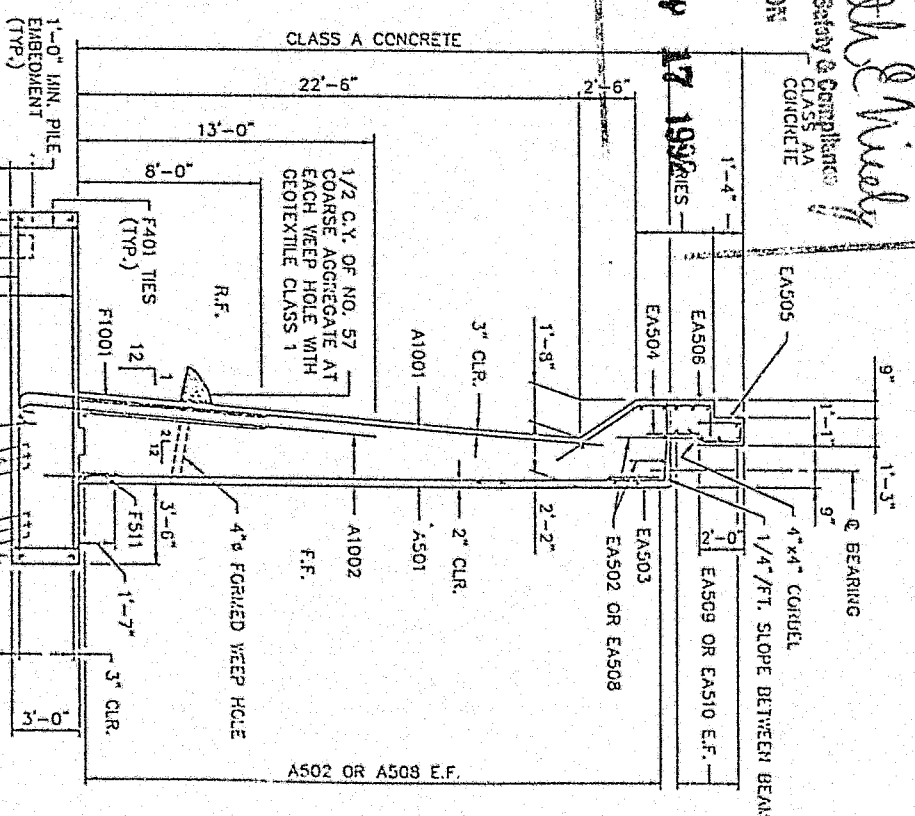 Safety & Compliance
CLASS AA
CONCRETE
17 199
CLASS A CONCRETE
22'-6"
2'-6"
1'-4"
13'-0"
8'-0"
1'-0" MIN. PILE
EMBEDMENT
(TYP.)
F401 TIES
(TYP.)
1/2 C.Y. OF NO. 57
COARSE AGGREGATE AT
EACH WEEP HOLE WITH
GEOTEXTILE CLASS 1
R.F.
F1001
12
1
A1001
3" CLR.
1'-8"
EA504
EA506
EA505
9"
1'-1"
1'-3"
9"
℄ BEARING
4"x4" CORBEL
1/4"/FT. SLOPE BETWEEN BEAM
2'-0"
EA509 OR EA510 E.F.
EA503
EA502 OR EA508
2'-2"
2" CLR.
A501
A1002
F.F.
4"ø FORMED WEEP HOLE
2
12
3'-6"
F511
1'-7"
3" CLR.
3'-0"
A502 OR A508 E.F.